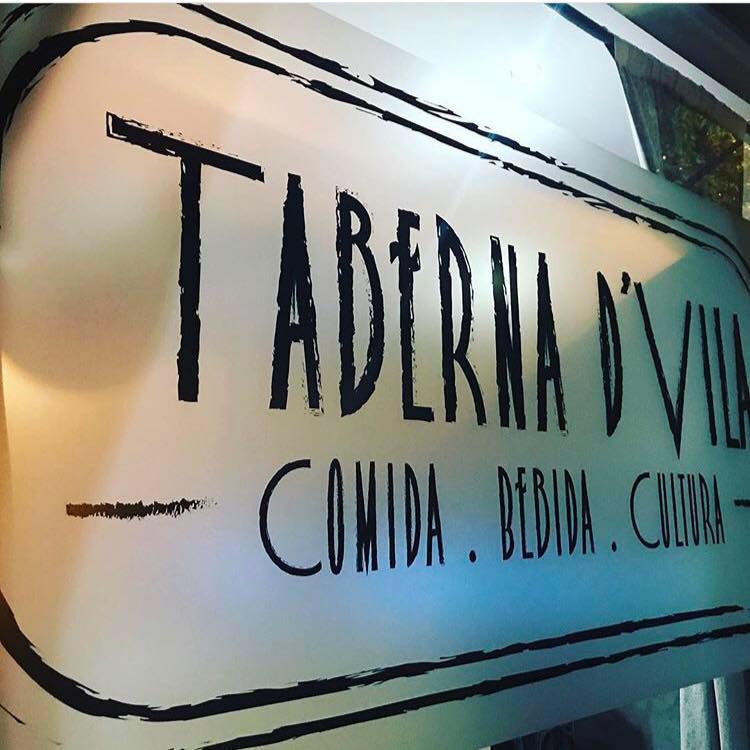 TABERNA D'VILA
COMIDA . BEBIDA . CULTURA